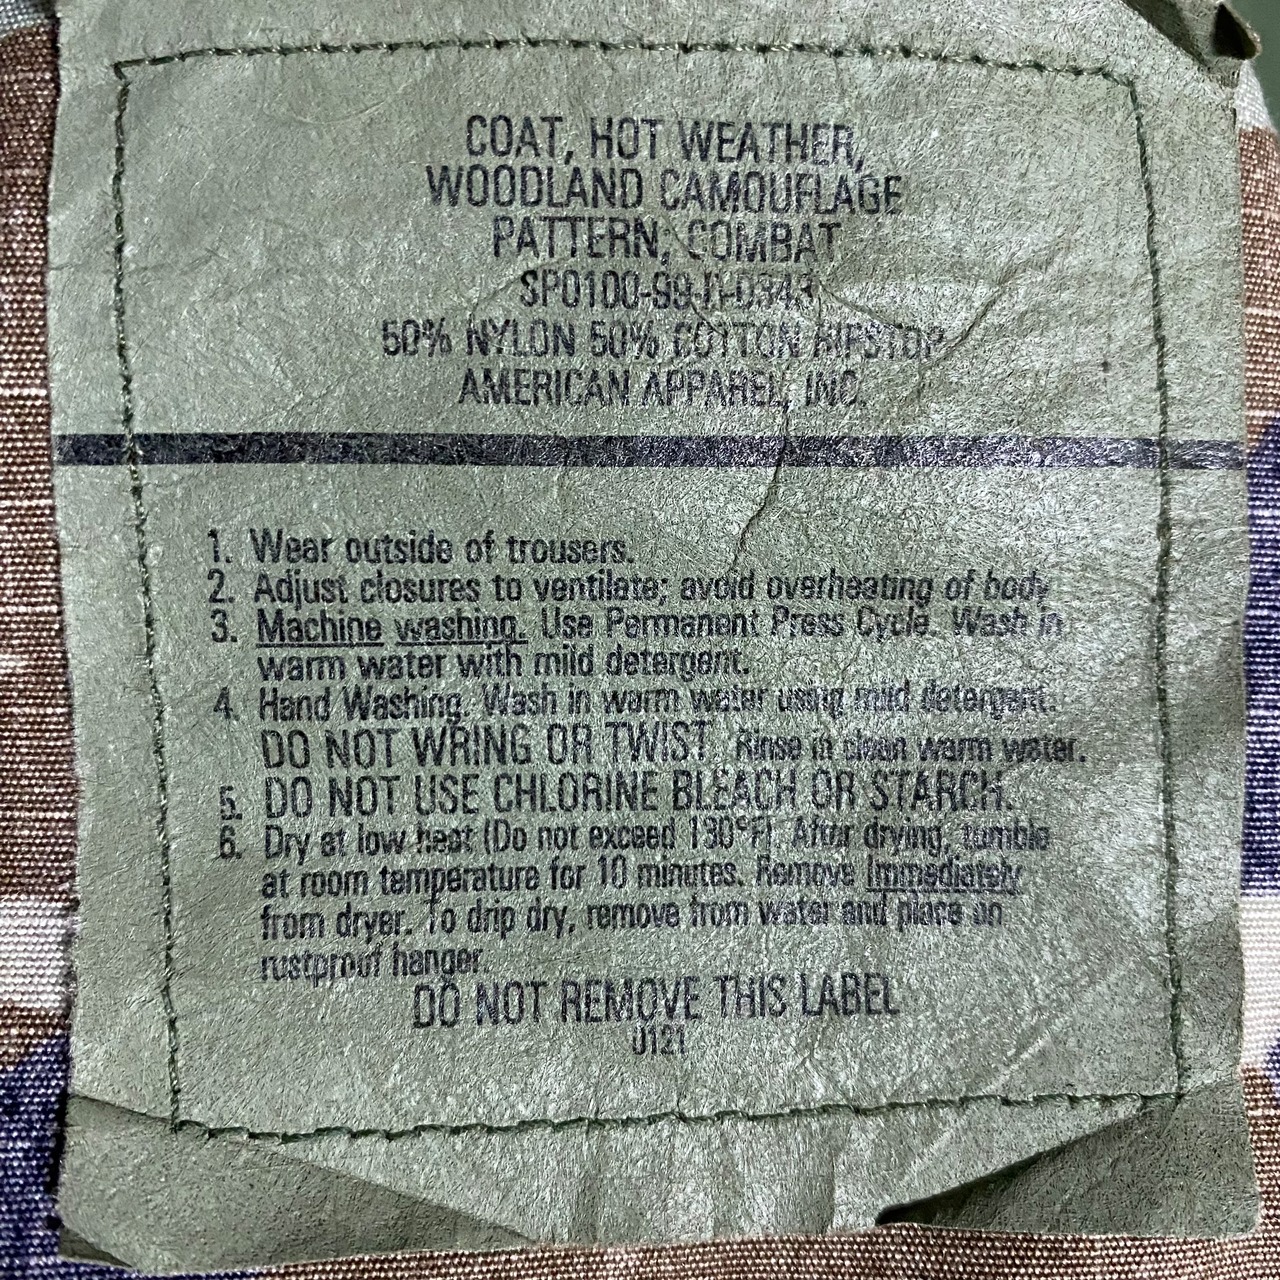 COAT, HOT WEATHER,
WOODLAND CAMOUFLAGE
PATTERN, COMBAT
50% NYLON 50% COTTON RIPSTOP
AMERICAN APPAREL, INC.
1. Wear outside of trousers.
2. Adjust closures to ventilate; avoid overheating of body
3. Machine washing. Use Permanent Press Cycle. Wash in
warm water with mild detergent.
4. Hand Washing. Wash in warm water using mild detergent.
DO NOT WRING OR TWIST Rinse in clean warm water.
5. DO NOT USE CHLORINE BLEACH OR STARCH.
6. Dry at low heat (Do not exceed 130°F). After drying, tumble
at room temperature for 10 minutes. Remove Immediately
from dryer. To drip dry, remove from water and place on
rustproof hanger.
DO NOT REMOVE THIS LABEL